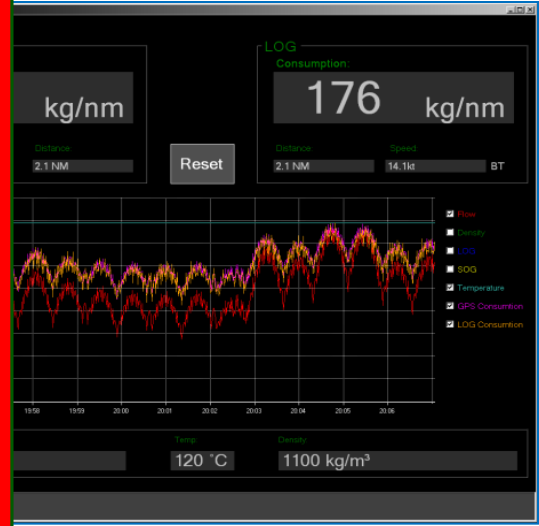 LOG
Consumption:
kg/nm
176 kg/nm
Distance: Distance: Speed
2.1 NM Reset 2.1 NM 14.1kt BT
Flow
Density
LOG
SOG
Temperature
GPS Consumtion
LOG Consumtion
19:58 19:59 20:00 20:01 20:02 20:03 20:04 20:05 20:06
Temp: Density:
120 °C 1100 kg/m³